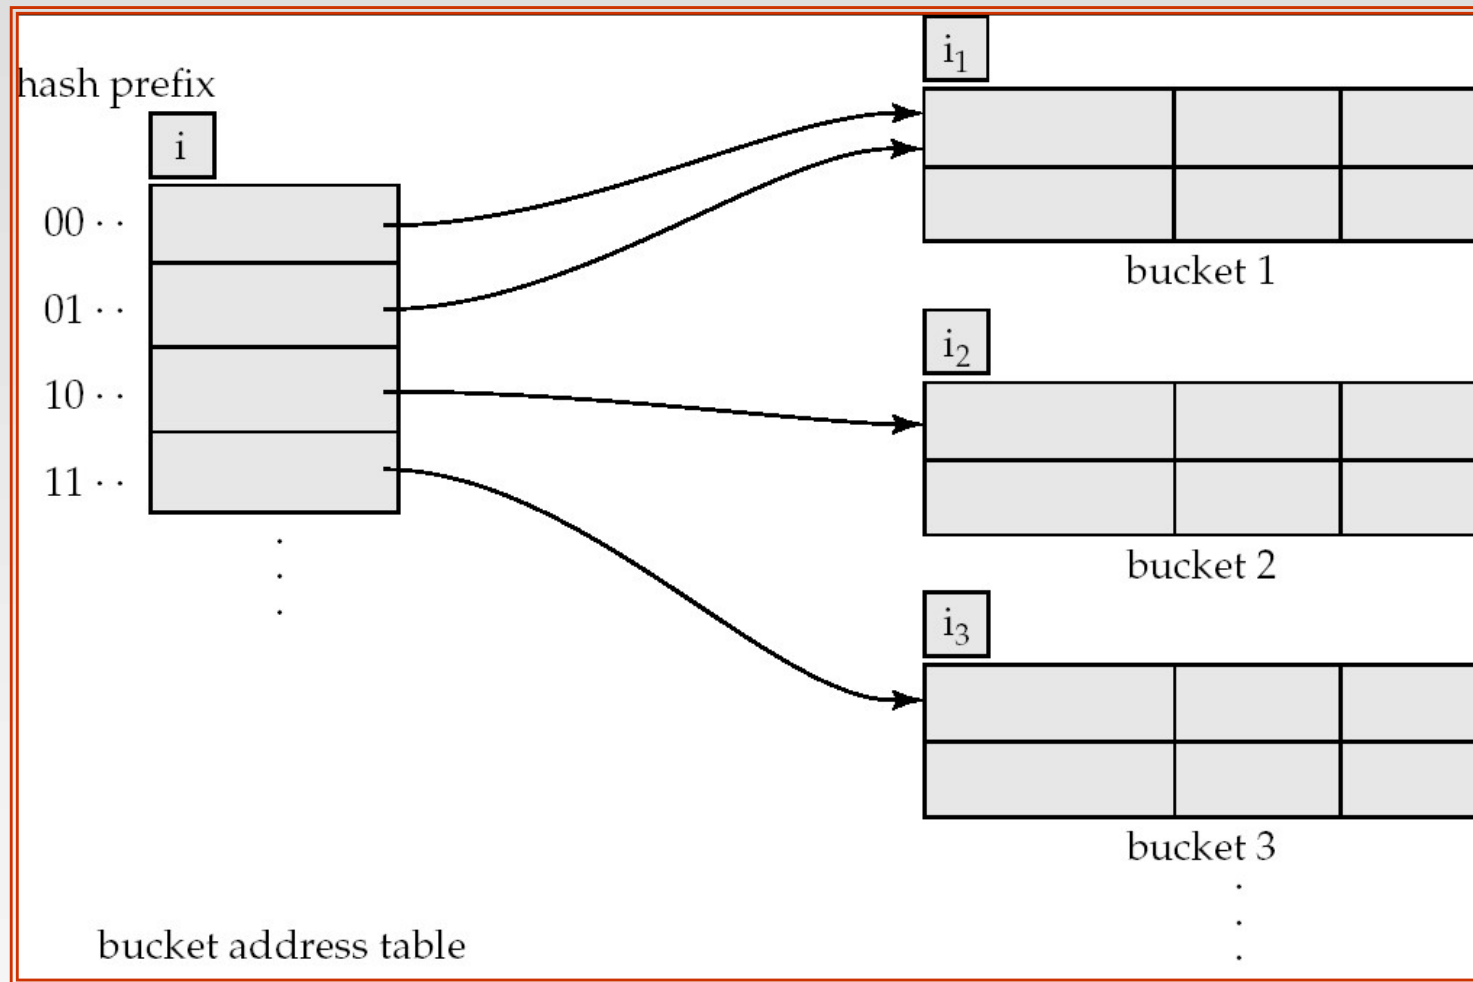 hash prefix
i
00 · ·
01 · ·
10 · ·
11 · ·
bucket address table
i₁
bucket 1
i₂
bucket 2
i₃
bucket 3